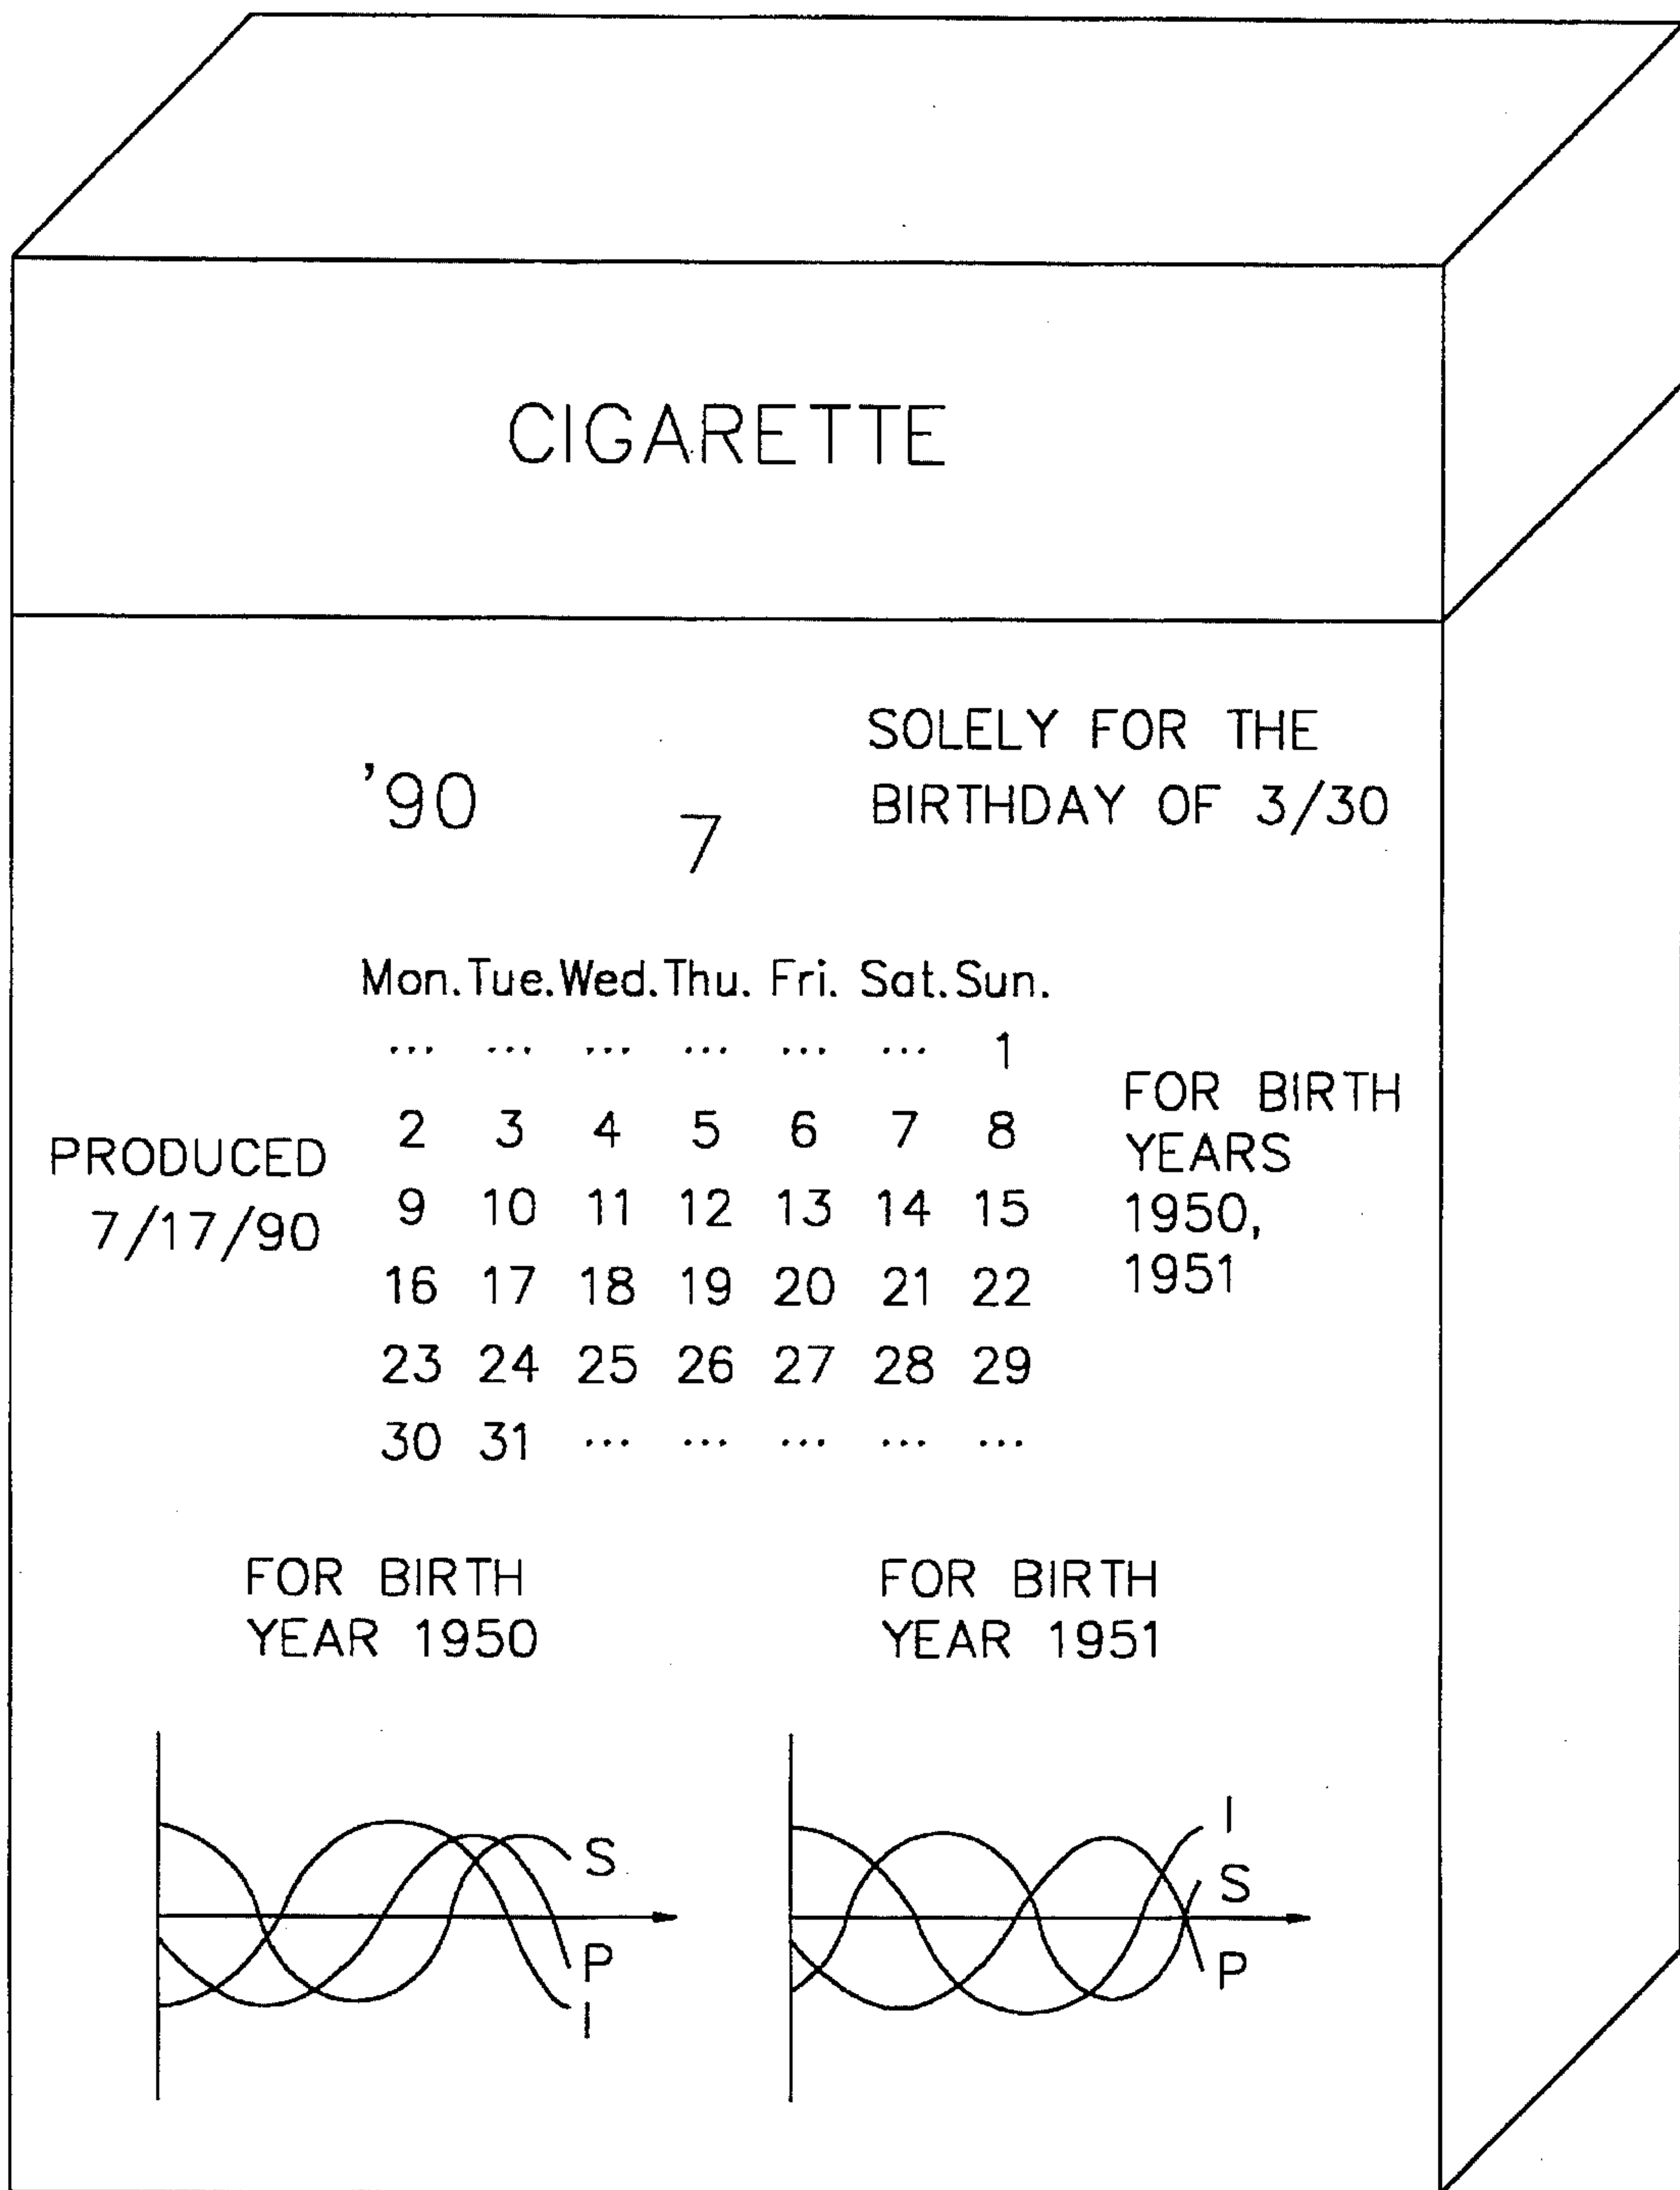 CIGARETTE
'90
7
SOLELY FOR THE
BIRTHDAY OF 3/30
Mon. Tue. Wed. Thu. Fri. Sat. Sun.
... ... ... ... ... ... 1
2 3 4 5 6 7 8
9 10 11 12 13 14 15
16 17 18 19 20 21 22
23 24 25 26 27 28 29
30 31 ... ... ... ... ...
PRODUCED
7/17/90
FOR BIRTH
YEARS
1950,
1951
FOR BIRTH
YEAR 1950
S
P
I
FOR BIRTH
YEAR 1951
I
S
P